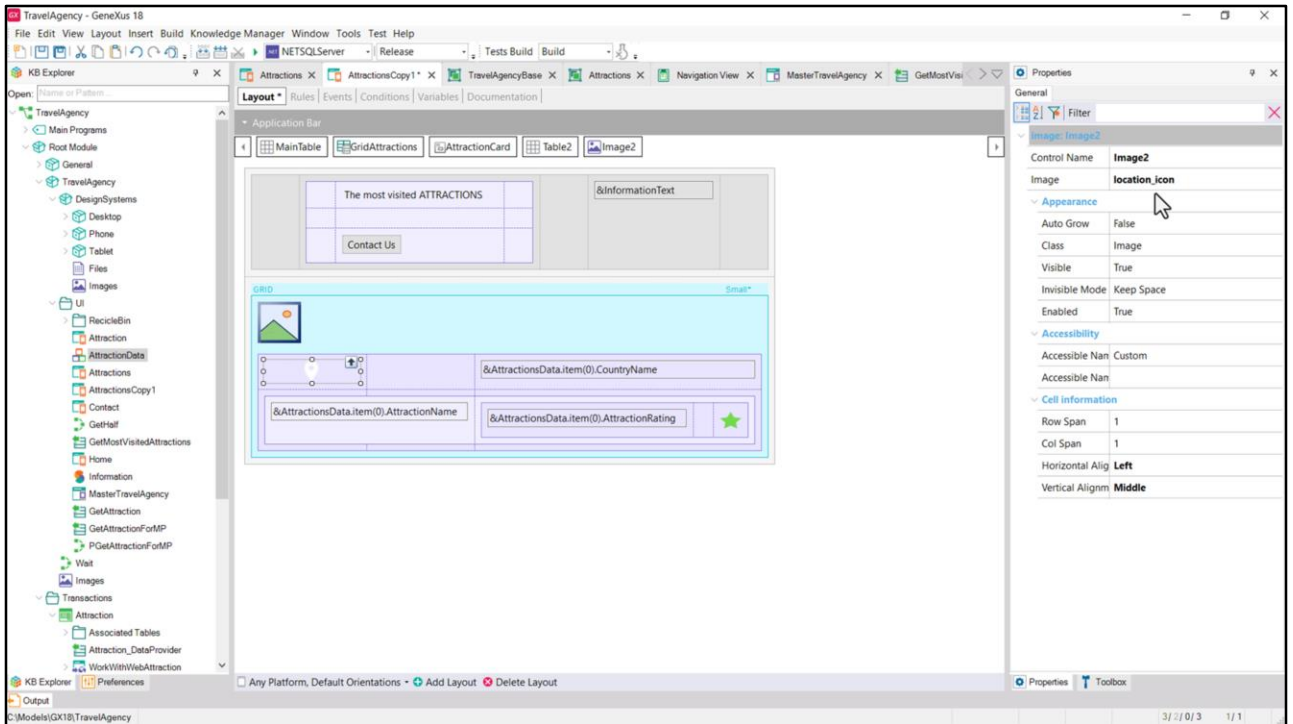 TravelAgency - GeneXus 18
File Edit View Layout Insert Build Knowledge Manager Window Tools Test Help
NETSQLServer Release Tests Build Build
KB Explorer
Open: Name or Pattern...
TravelAgency
Main Programs
Root Module
General
TravelAgency
DesignSystems
Desktop
Phone
Tablet
Files
Images
UI
RecicleBin
Attraction
AttractionData
Attractions
AttractionsCopy1
Contact
GetHalf
GetMostVisitedAttractions
Home
Information
MasterTravelAgency
GetAttraction
GetAttractionForMP
PGetAttractionForMP
Wait
Images
Transactions
Attraction
Associated Tables
Attraction_DataProvider
WorkWithWebAttraction
KB Explorer Preferences
Output
C:\Models\GX18\TravelAgency
Attractions X AttractionsCopy1* X TravelAgencyBase X Attractions X Navigation View X MasterTravelAgency X GetMostVisi
Layout * Rules Events Conditions Variables Documentation
Application Bar
MainTable GridAttractions AttractionCard Table2 Image2
The most visited ATTRACTIONS
&InformationText
Contact Us
GRID Small*
&AttractionsData.item(0).CountryName
&AttractionsData.item(0).AttractionName
&AttractionsData.item(0).AttractionRating
Any Platform, Default Orientations Add Layout Delete Layout
Properties
General
Filter
Image: Image2
Control Name Image2
Image location_icon
Appearance
Auto Grow False
Class Image
Visible True
Invisible Mode Keep Space
Enabled True
Accessibility
Accessible Nan Custom
Accessible Nan
Cell information
Row Span 1
Col Span 1
Horizontal Alig Left
Vertical Alignm Middle
Properties Toolbox
3/2/0/3 1/1